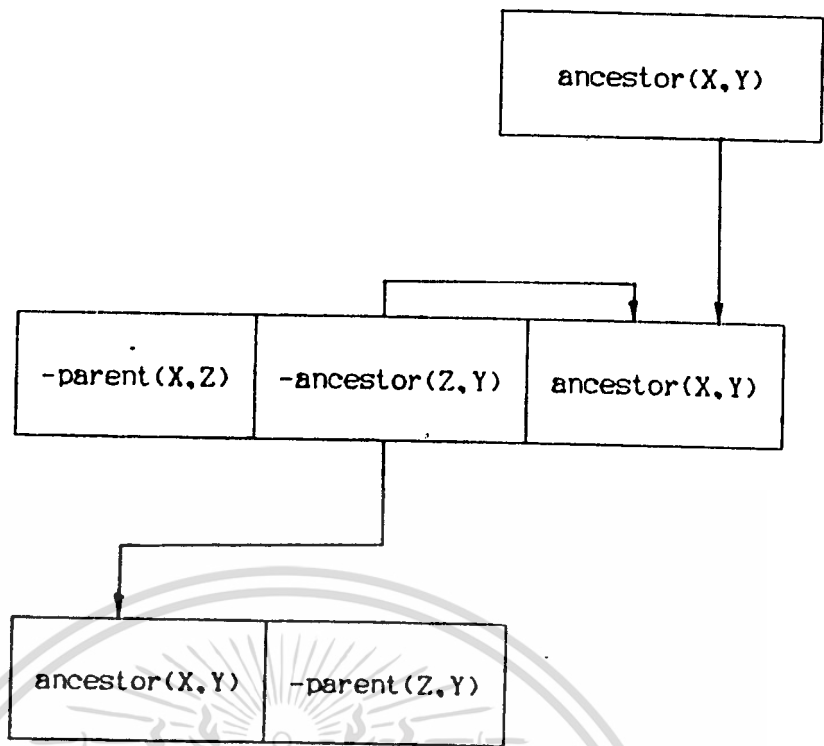 ancestor(X,Y)
-parent(X,Z) -ancestor(Z,Y) ancestor(X,Y)
ancestor(X,Y) -parent(Z,Y)